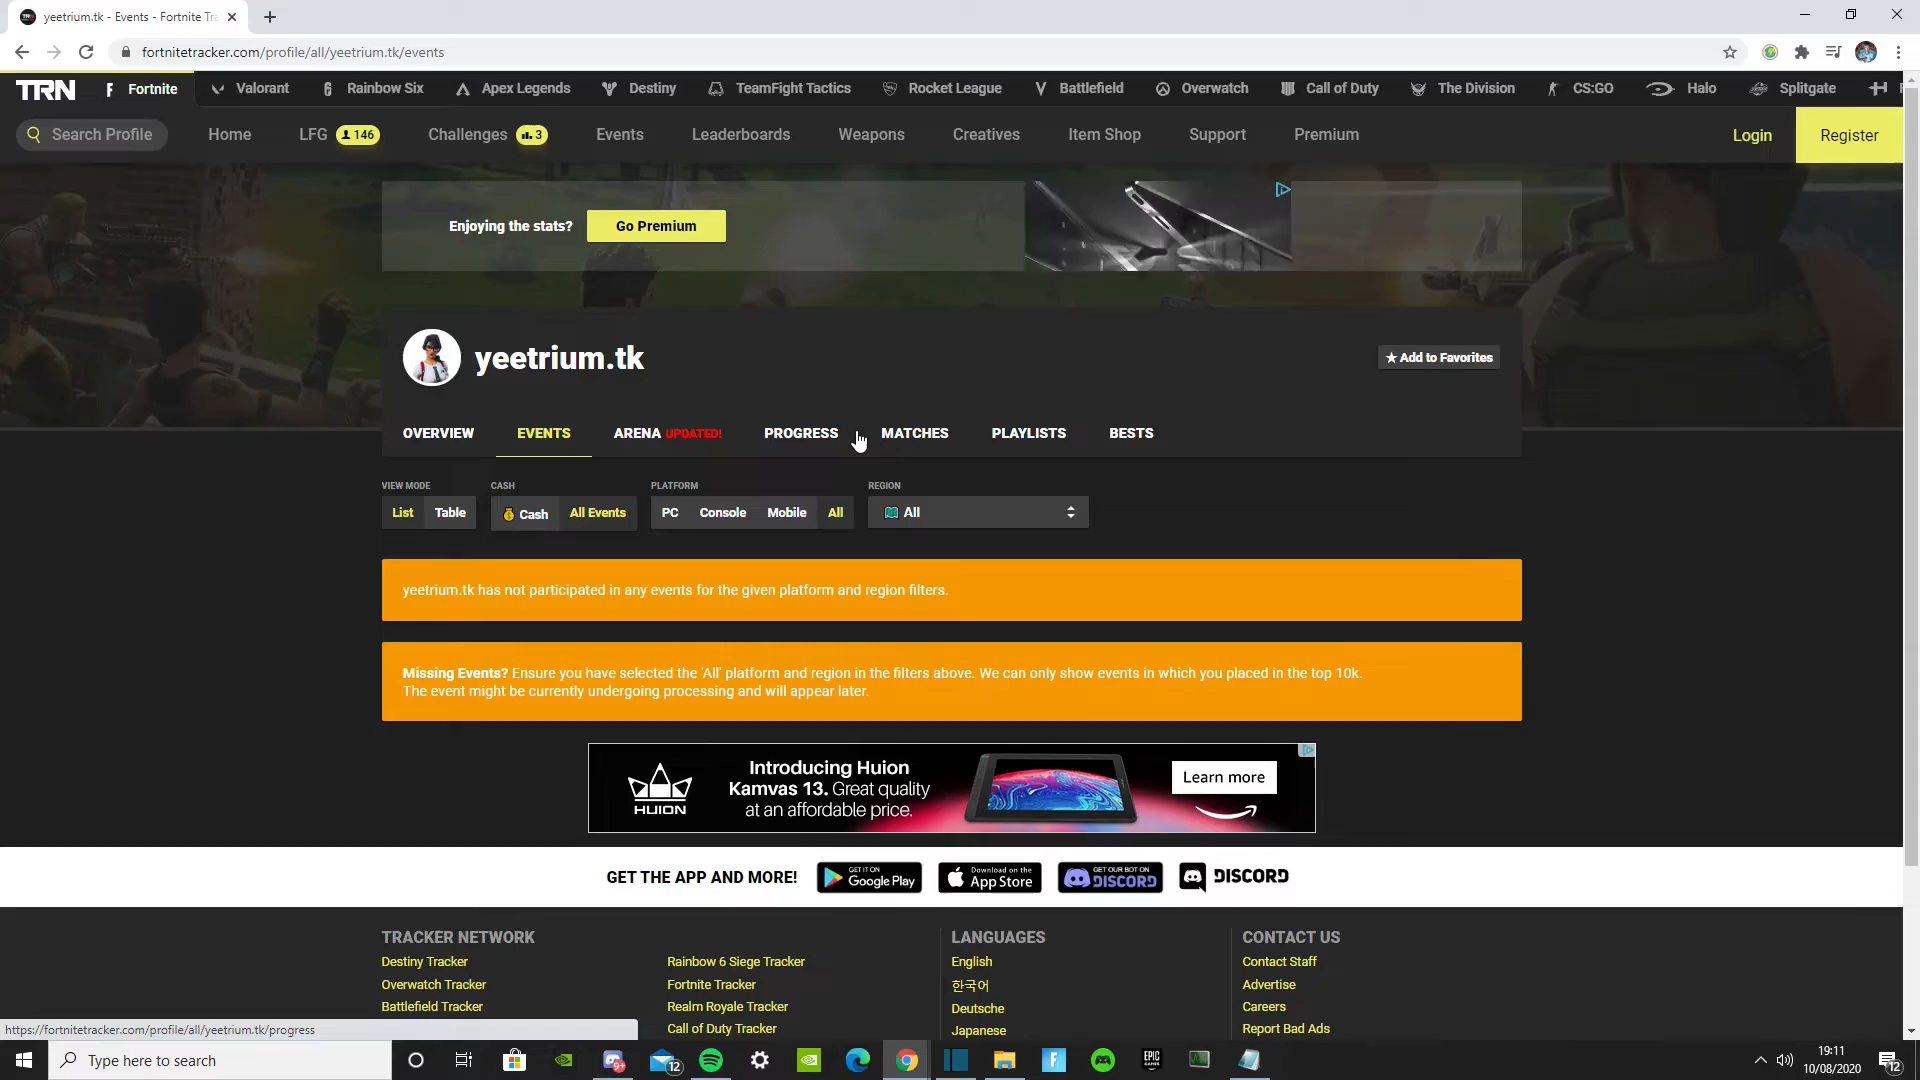 yeetrium.tk - Events - Fortnite Tra
fortnitetracker.com/profile/all/yeetrium.tk/events
TRN Fortnite Valorant Rainbow Six Apex Legends Destiny TeamFight Tactics Rocket League Battlefield Overwatch Call of Duty The Division CS:GO Halo Splitgate
Search Profile Home LFG 146 Challenges 3 Events Leaderboards Weapons Creatives Item Shop Support Premium Login Register
Enjoying the stats? Go Premium
yeetrium.tk
★ Add to Favorites
OVERVIEW EVENTS ARENA UPDATED! PROGRESS MATCHES PLAYLISTS BESTS
VIEW MODE CASH PLATFORM REGION
List Table Cash All Events PC Console Mobile All All
yeetrium.tk has not participated in any events for the given platform and region filters.
Missing Events? Ensure you have selected the 'All' platform and region in the filters above. We can only show events in which you placed in the top 10k.
The event might be currently undergoing processing and will appear later.
HUION
Introducing Huion
Kamvas 13. Great quality
at an affordable price.
Learn more
GET THE APP AND MORE! GET IT ON Google Play Download on the App Store GET OUR BOT ON DISCORD DISCORD
TRACKER NETWORK LANGUAGES CONTACT US
Destiny Tracker Rainbow 6 Siege Tracker English Contact Staff
Overwatch Tracker Fortnite Tracker 한국어 Advertise
Battlefield Tracker Realm Royale Tracker Deutsche Careers
Call of Duty Tracker Japanese Report Bad Ads
https://fortnitetracker.com/profile/all/yeetrium.tk/progress
Type here to search
9+
12
EPIC GAMES
19:11
10/08/2020
12